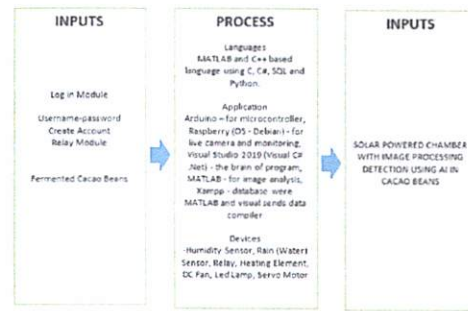 INPUTS
Log in Module
Username-password
Create Account
Relay Module
Fermented Cacao Beans
PROCESS
Languages
MATLAB and C++ based
language using C, C#, SQL and
Python.
Application
Arduino - for microcontroller,
Raspberry (OS - Debian) - for
live camera and monitoring,
Visual Studio 2019 (Visual C#
.Net) - the brain of program,
MATLAB - for image analysis,
Xampp - database were
MATLAB and visual sends data
compiler
Devices
-Humidity Sensor, Rain (Water)
Sensor, Relay, Heating Element,
DC Fan, Led Lamp, Servo Motor
INPUTS
SOLAR POWERED CHAMBER
WITH IMAGE PROCESSING
DETECTION USING AI IN
CACAO BEANS